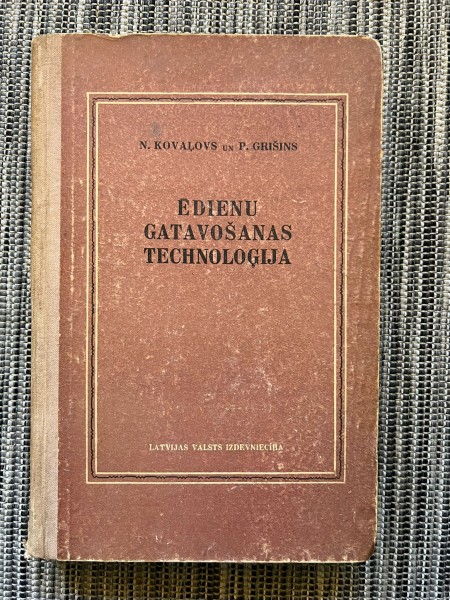 N. KOVAĻOVS UN P. GRIŠINS
ĒDIENU
GATAVOŠANAS
TECHNOLOĢIJA
LATVIJAS VALSTS IZDEVNIECĪBA